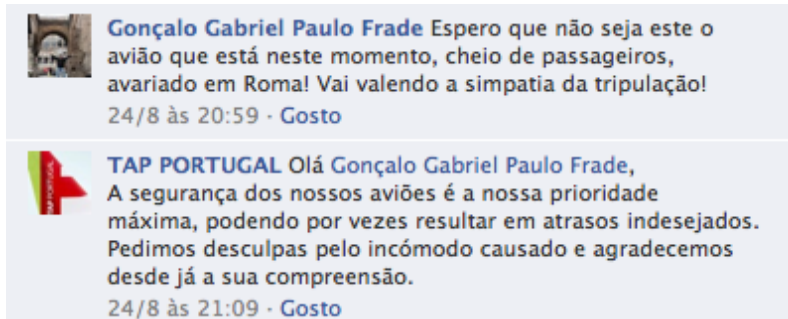 Gonçalo Gabriel Paulo Frade Espero que não seja este o
avião que está neste momento, cheio de passageiros,
avariado em Roma! Vai valendo a simpatia da tripulação!
24/8 às 20:59 · Gosto
TAP PORTUGAL Olá Gonçalo Gabriel Paulo Frade,
A segurança dos nossos aviões é a nossa prioridade
máxima, podendo por vezes resultar em atrasos indesejados.
Pedimos desculpas pelo incómodo causado e agradecemos
desde já a sua compreensão.
24/8 às 21:09 · Gosto
TAP PORTUGAL